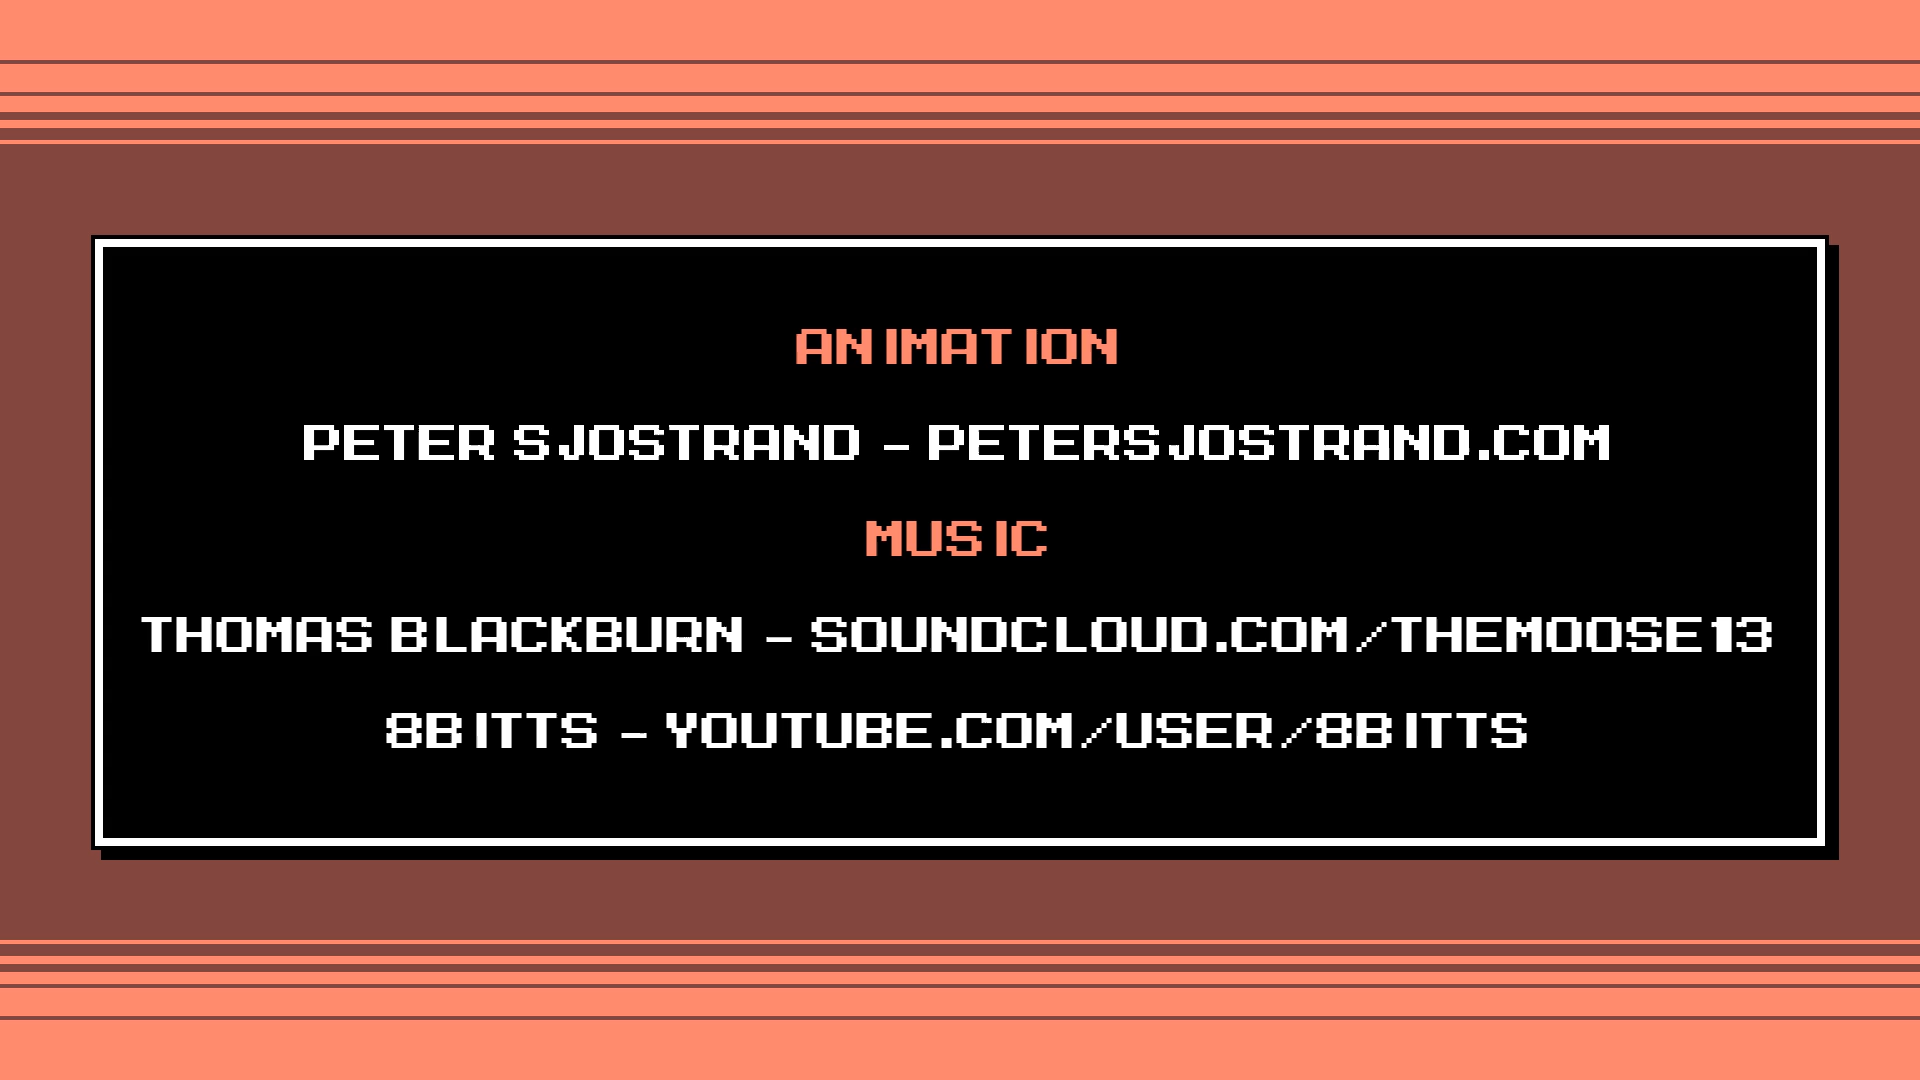 ANIMATION
PETER SJOSTRAND - PETERSJOSTRAND.COM
MUSIC
THOMAS BLACKBURN - SOUNDCLOUD.COM/THEMOOSE13
8BITTS - YOUTUBE.COM/USER/8BITTS